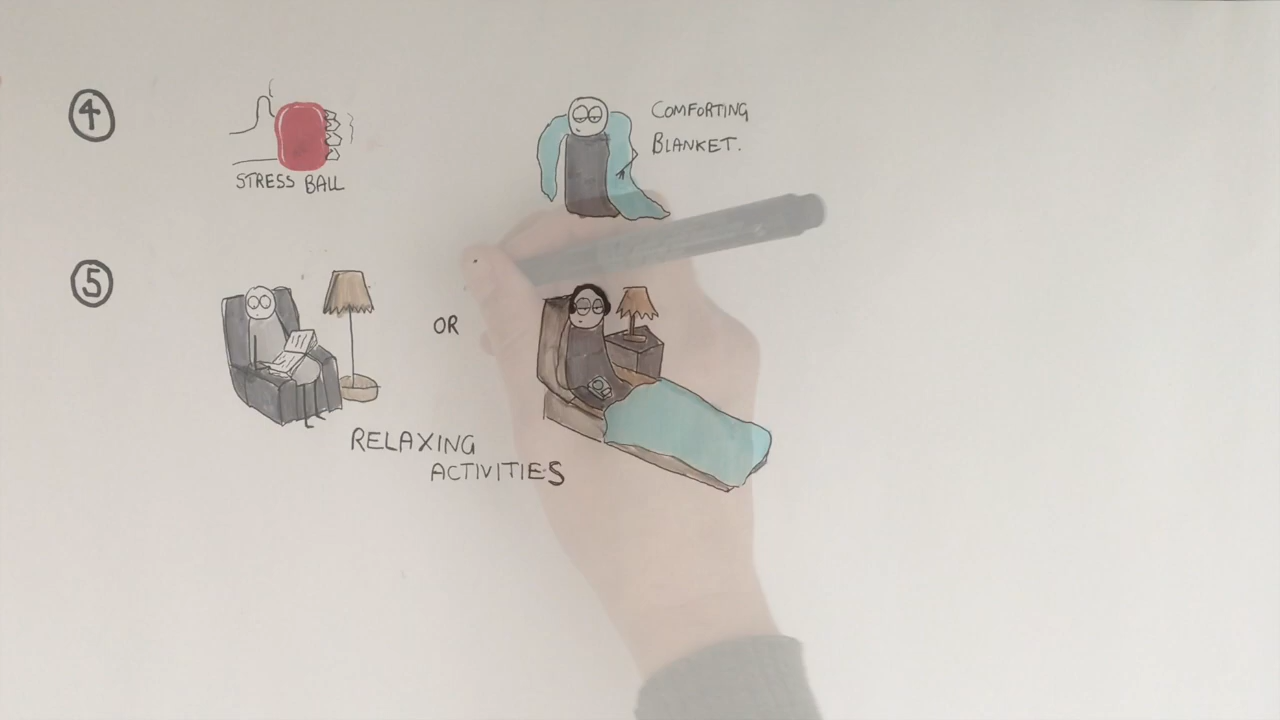 4
STRESS BALL
COMFORTING
BLANKET.
5
OR
RELAXING
ACTIVITIES